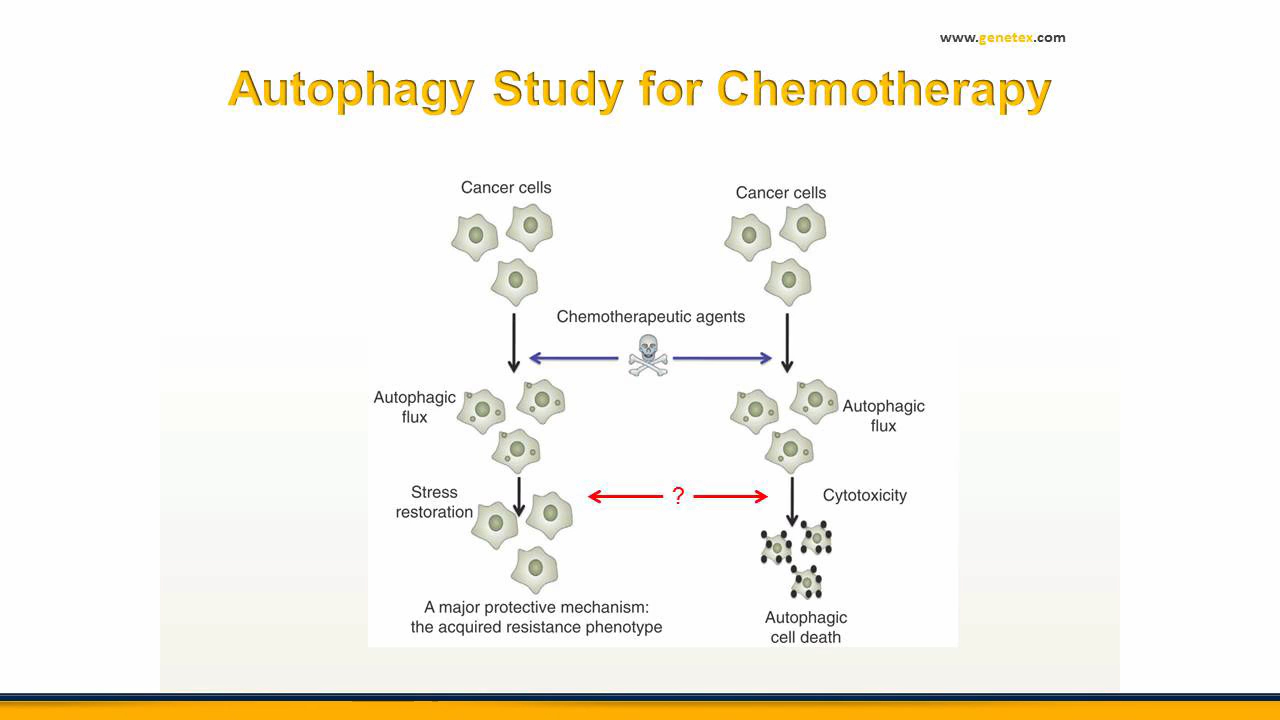 www.genetex.com
Autophagy Study for Chemotherapy
Cancer cells
Cancer cells
Chemotherapeutic agents
Autophagic
flux
Autophagic
flux
Stress
restoration
?
Cytotoxicity
A major protective mechanism:
the acquired resistance phenotype
Autophagic
cell death